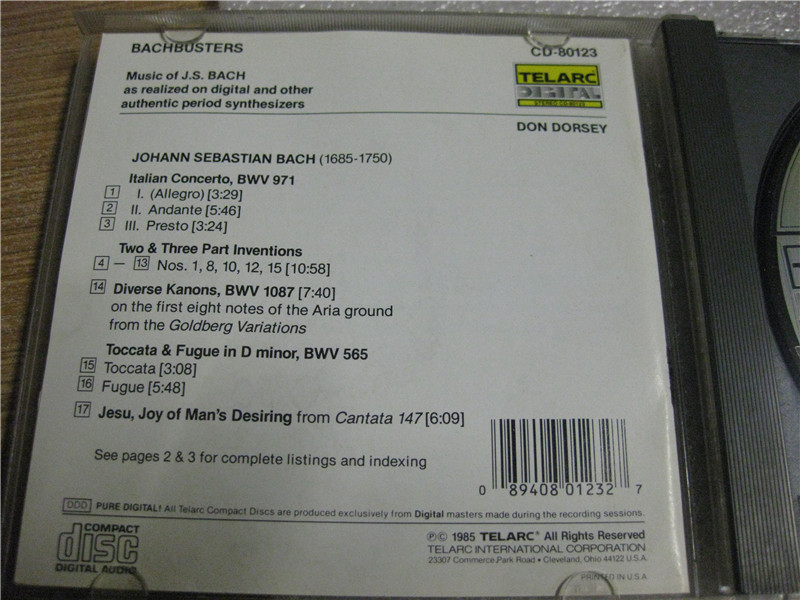 BACHBUSTERS
CD-80123
Music of J.S. BACH
as realized on digital and other
authentic period synthesizers
TELARC
DIGITAL
STEREO CD-80123
DON DORSEY
JOHANN SEBASTIAN BACH (1685-1750)
Italian Concerto, BWV 971
1 I. (Allegro) [3:29]
2 II. Andante [5:46]
3 III. Presto [3:24]
Two & Three Part Inventions
4 — 13 Nos. 1, 8, 10, 12, 15 [10:58]
14 Diverse Kanons, BWV 1087 [7:40]
on the first eight notes of the Aria ground
from the Goldberg Variations
Toccata & Fugue in D minor, BWV 565
15 Toccata [3:08]
16 Fugue [5:48]
17 Jesu, Joy of Man's Desiring from Cantata 147 [6:09]
See pages 2 & 3 for complete listings and indexing
0 89408 01232 7
DDD PURE DIGITAL! All Telarc Compact Discs are produced exclusively from Digital masters made during the recording sessions.
COMPACT
disc
DIGITAL AUDIO
℗© 1985 TELARC® All Rights Reserved
TELARC INTERNATIONAL CORPORATION
23307 Commerce Park Road • Cleveland, Ohio 44122 U.S.A.
PRINTED IN U.S.A.